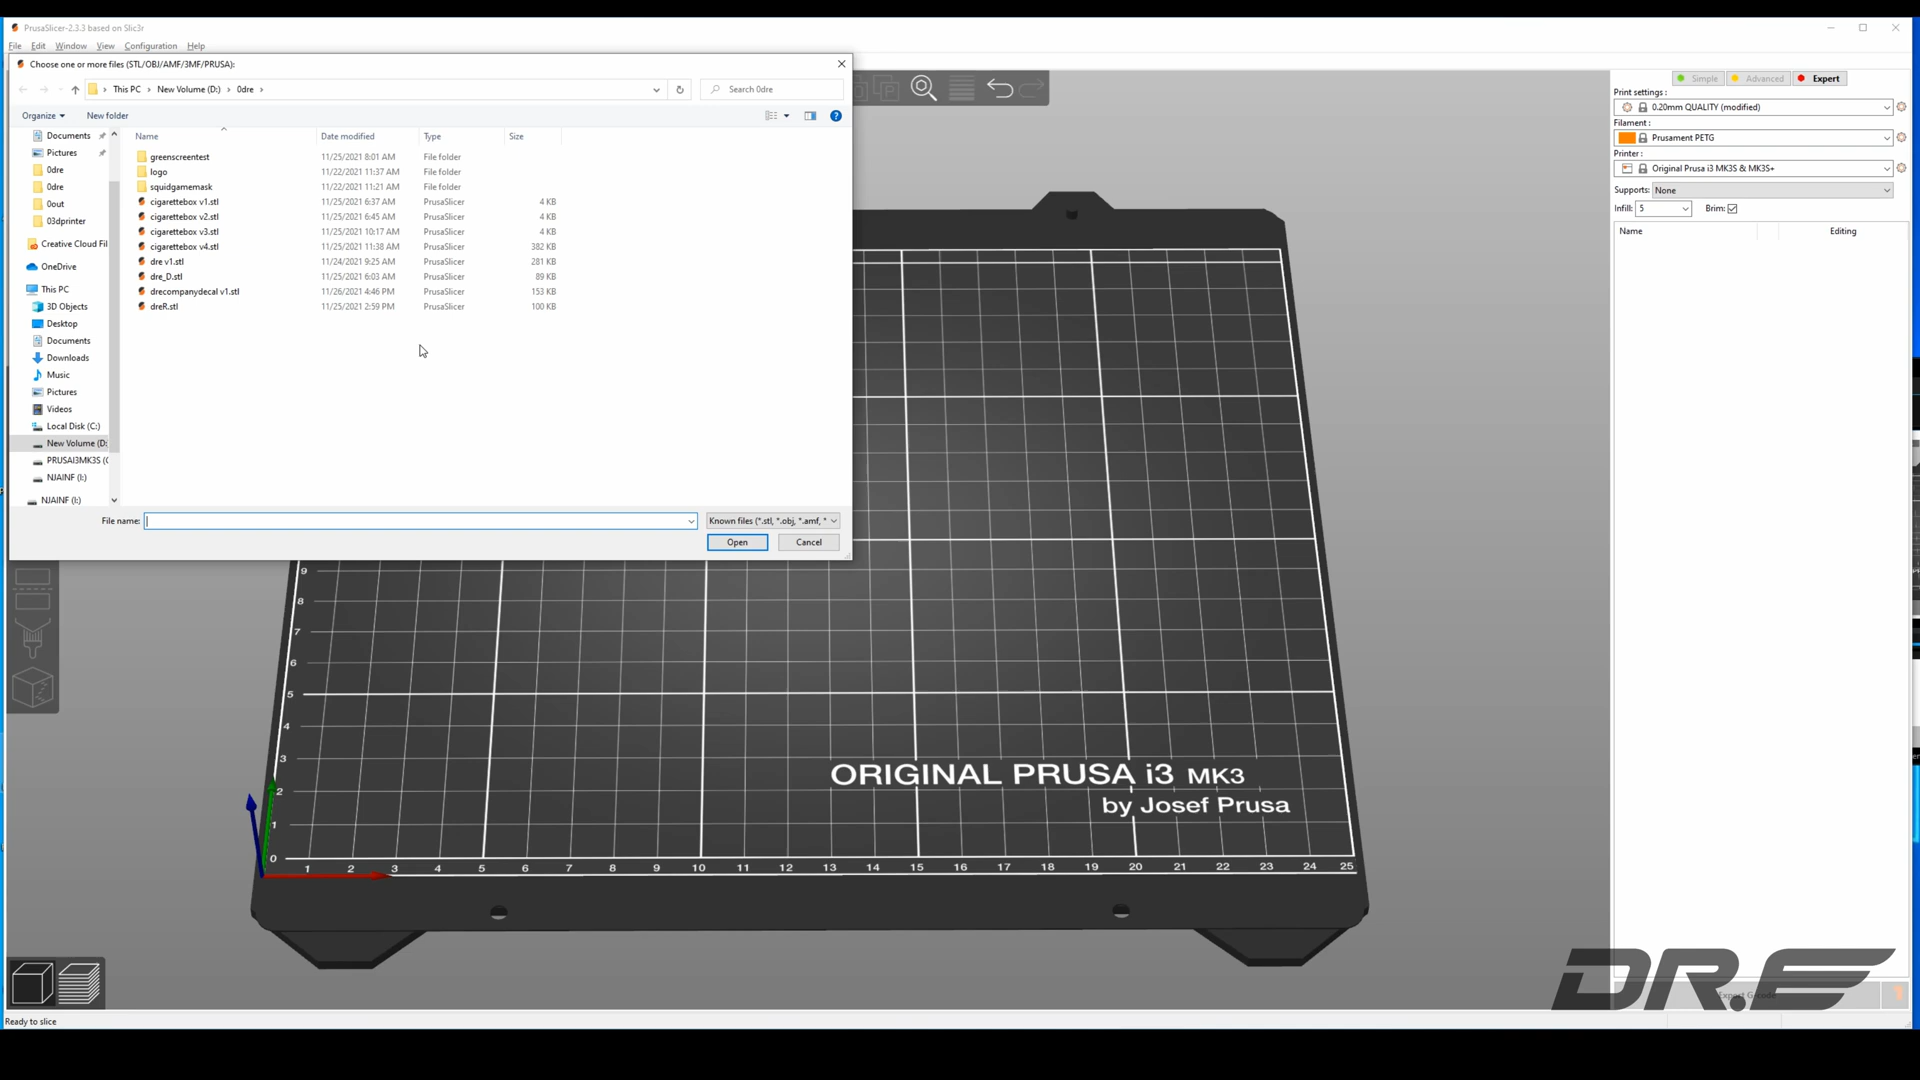 PrusaSlicer-2.3.3 based on Slic3r
File Edit Window View Configuration Help
Choose one or more files (STL/OBJ/AMF/3MF/PRUSA):
This PC > New Volume (D:) > 0dre >
Search 0dre
Organize
New folder
Name Date modified Type Size
greenscreentest 11/25/2021 8:01 AM File folder
logo 11/22/2021 11:37 AM File folder
squidgamemask 11/22/2021 11:21 AM File folder
cigarettebox v1.stl 11/25/2021 6:37 AM PrusaSlicer 4 KB
cigarettebox v2.stl 11/25/2021 6:45 AM PrusaSlicer 4 KB
cigarettebox v3.stl 11/25/2021 10:17 AM PrusaSlicer 4 KB
cigarettebox v4.stl 11/25/2021 11:38 AM PrusaSlicer 382 KB
dre v1.stl 11/24/2021 9:25 AM PrusaSlicer 281 KB
dre_D.stl 11/25/2021 6:03 AM PrusaSlicer 89 KB
drecompanydecal v1.stl 11/26/2021 4:46 PM PrusaSlicer 153 KB
dreR.stl 11/25/2021 2:59 PM PrusaSlicer 100 KB
Documents
Pictures
0dre
0dre
0out
03dprinter
Creative Cloud Fil
OneDrive
This PC
3D Objects
Desktop
Documents
Downloads
Music
Pictures
Videos
Local Disk (C:)
New Volume (D:
PRUSAI3MK3S (
NJAINF (I:)
NJAINF (I:)
File name:
Known files (*.stl, *.obj, *.amf, *
Open
Cancel
Simple Advanced Expert
Print settings :
0.20mm QUALITY (modified)
Filament :
Prusament PETG
Printer :
Original Prusa i3 MK3S & MK3S+
Supports: None
Infill: 5 Brim:
Name Editing
9
8
7
6
5
4
3
2
1
0
1 2 3 4 5 6 7 8 9 10 11 12 13 14 15 16 17 18 19 20 21 22 23 24 25
ORIGINAL PRUSA i3 MK3
by Josef Prusa
DR.E
Export G-code
Ready to slice